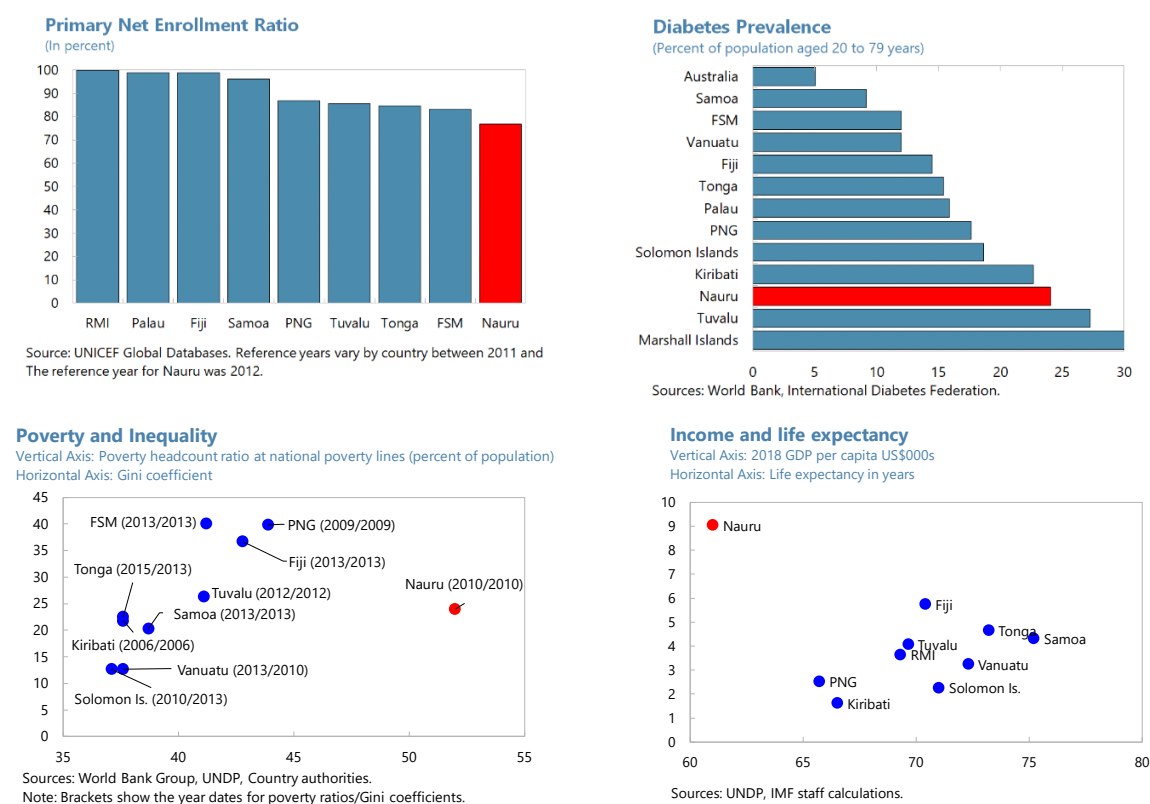 Primary Net Enrollment Ratio
(In percent)
100
90
80
70
60
50
40
30
20
10
0
RMI Palau Fiji Samoa PNG Tuvalu Tonga FSM Nauru
Source: UNICEF Global Databases. Reference years vary by country between 2011 and
The reference year for Nauru was 2012.
Diabetes Prevalence
(Percent of population aged 20 to 79 years)
Australia
Samoa
FSM
Vanuatu
Fiji
Tonga
Palau
PNG
Solomon Islands
Kiribati
Nauru
Tuvalu
Marshall Islands
0 5 10 15 20 25 30
Sources: World Bank, International Diabetes Federation.
Poverty and Inequality
Vertical Axis: Poverty headcount ratio at national poverty lines (percent of population)
Horizontal Axis: Gini coefficient
45
40
35
30
25
20
15
10
5
0
FSM (2013/2013)
PNG (2009/2009)
Fiji (2013/2013)
Tonga (2015/2013)
Nauru (2010/2010)
Tuvalu (2012/2012)
Samoa (2013/2013)
Kiribati (2006/2006)
Vanuatu (2013/2010)
Solomon Is. (2010/2013)
35 40 45 50 55
Sources: World Bank Group, UNDP, Country authorities.
Note: Brackets show the year dates for poverty ratios/Gini coefficients.
Income and life expectancy
Vertical Axis: 2018 GDP per capita US$000s
Horizontal Axis: Life expectancy in years
10
9
8
7
6
5
4
3
2
1
0
Nauru
Fiji
Tonga
Samoa
Tuvalu
RMI
Vanuatu
PNG
Solomon Is.
Kiribati
60 65 70 75 80
Sources: UNDP, IMF staff calculations.